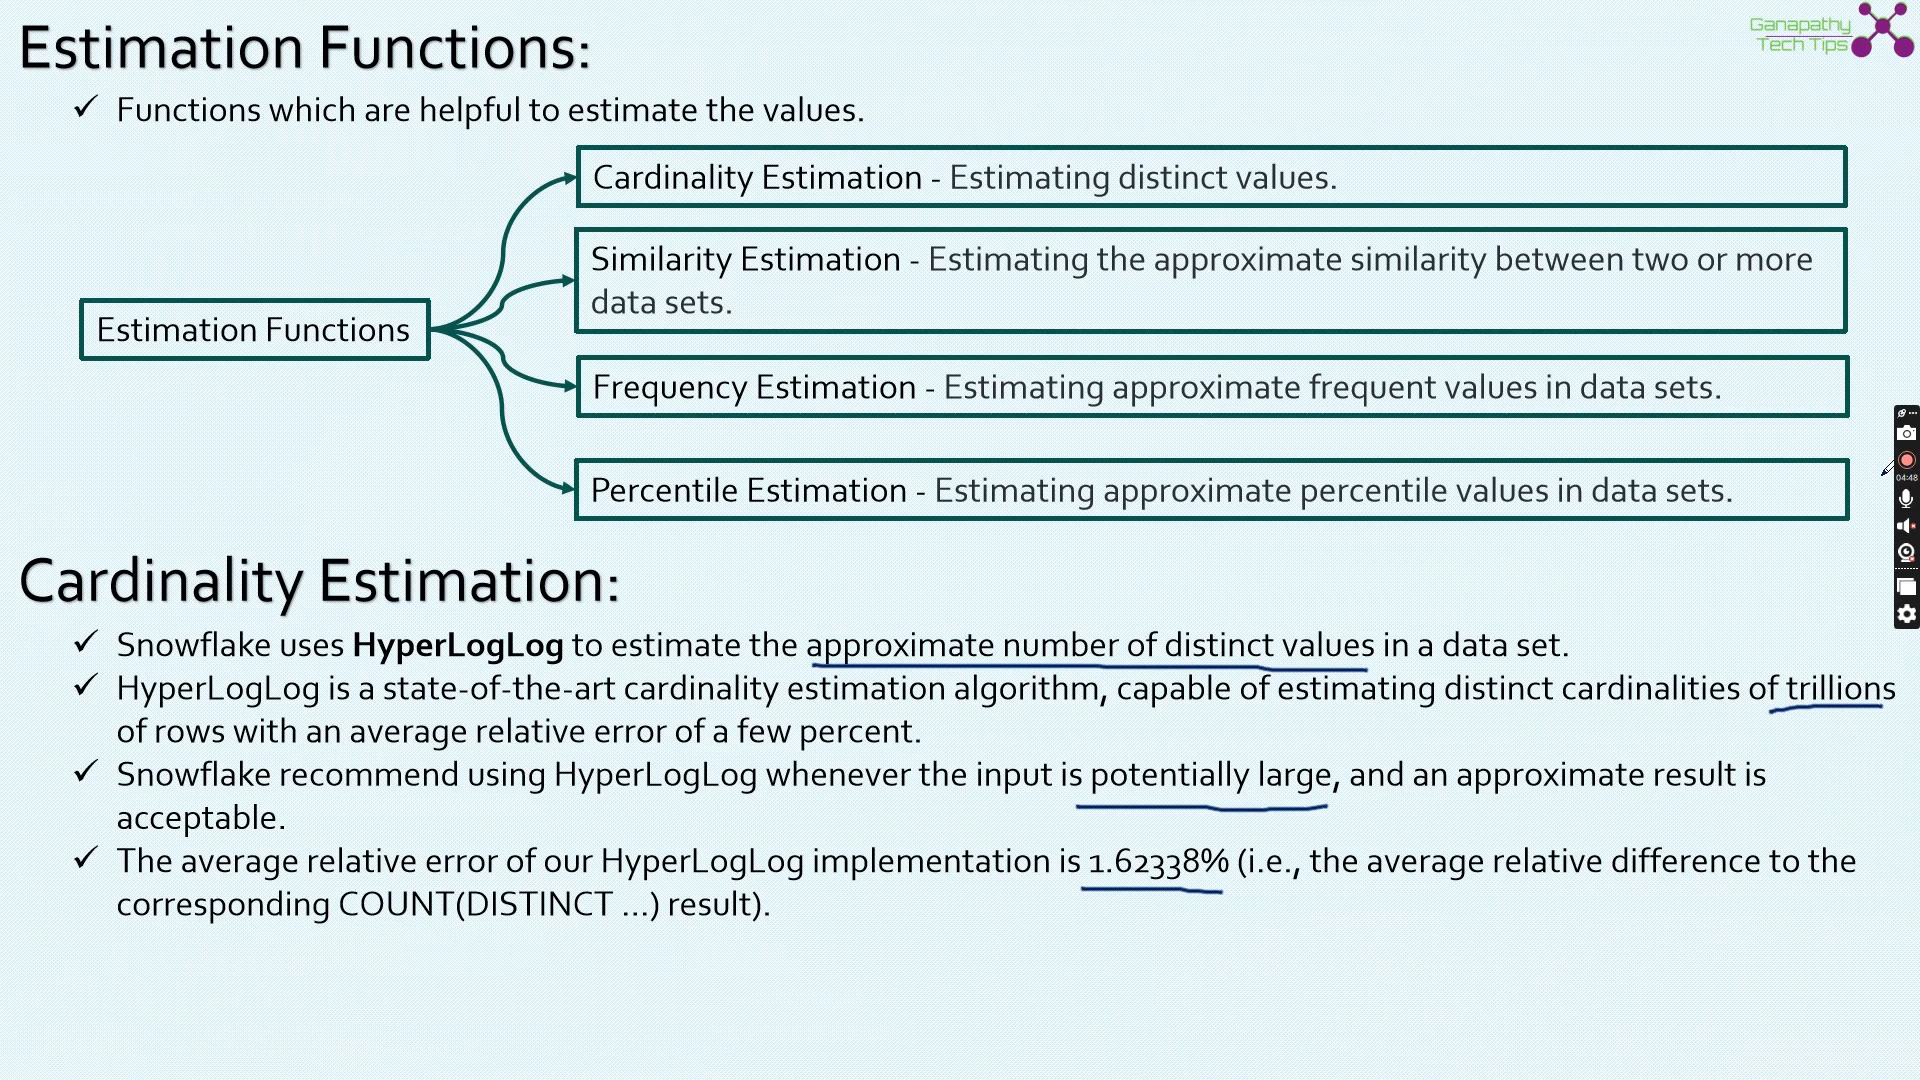 Estimation Functions:
Ganapathy
Tech Tips
✓ Functions which are helpful to estimate the values.
Cardinality Estimation - Estimating distinct values.
Similarity Estimation - Estimating the approximate similarity between two or more
data sets.
Estimation Functions
Frequency Estimation - Estimating approximate frequent values in data sets.
Percentile Estimation - Estimating approximate percentile values in data sets.
04:48
Cardinality Estimation:
✓ Snowflake uses HyperLogLog to estimate the approximate number of distinct values in a data set.
✓ HyperLogLog is a state-of-the-art cardinality estimation algorithm, capable of estimating distinct cardinalities of trillions
of rows with an average relative error of a few percent.
✓ Snowflake recommend using HyperLogLog whenever the input is potentially large, and an approximate result is
acceptable.
✓ The average relative error of our HyperLogLog implementation is 1.62338% (i.e., the average relative difference to the
corresponding COUNT(DISTINCT ...) result).